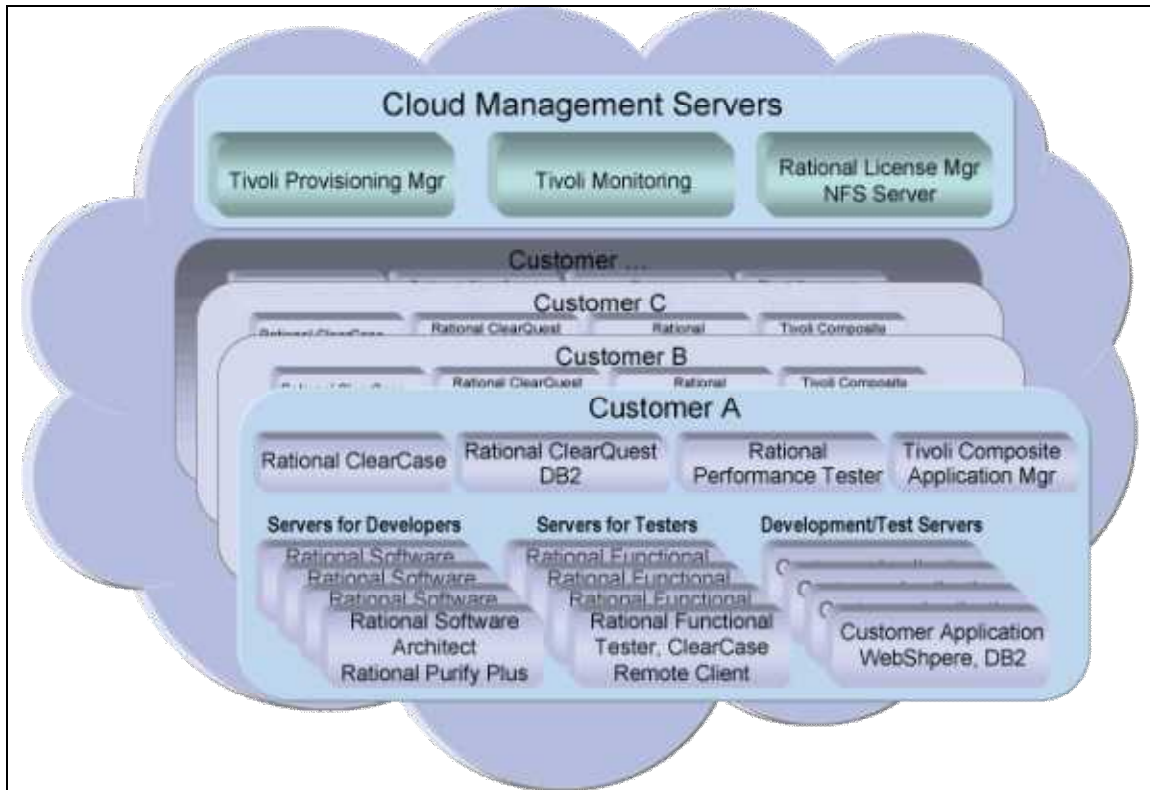 Cloud Management Servers
Tivoli Provisioning Mgr
Tivoli Monitoring
Rational License Mgr
NFS Server
Customer ...
Customer C
Rational ClearCase
Rational ClearQuest
Rational
Tivoli Composite
Customer B
Rational ClearCase
Rational ClearQuest
Rational
Tivoli Composite
Customer A
Rational ClearCase
Rational ClearQuest
DB2
Rational
Performance Tester
Tivoli Composite
Application Mgr
Servers for Developers
Rational Software
Rational Software
Rational Software
Rational Software
Architect
Rational Purify Plus
Servers for Testers
Rational Functional
Rational Functional
Rational Functional
Rational Functional
Tester, ClearCase
Remote Client
Development/Test Servers
Customer Application
WebShpere, DB2